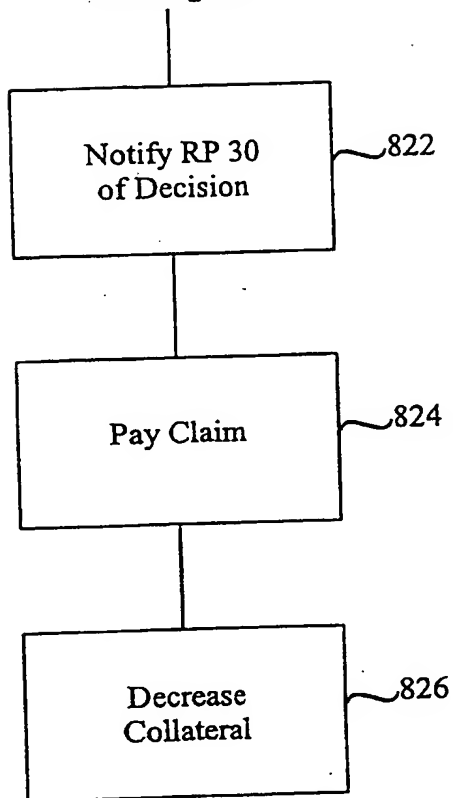 Notify RP 30
of Decision
822
Pay Claim
824
Decrease
Collateral
826